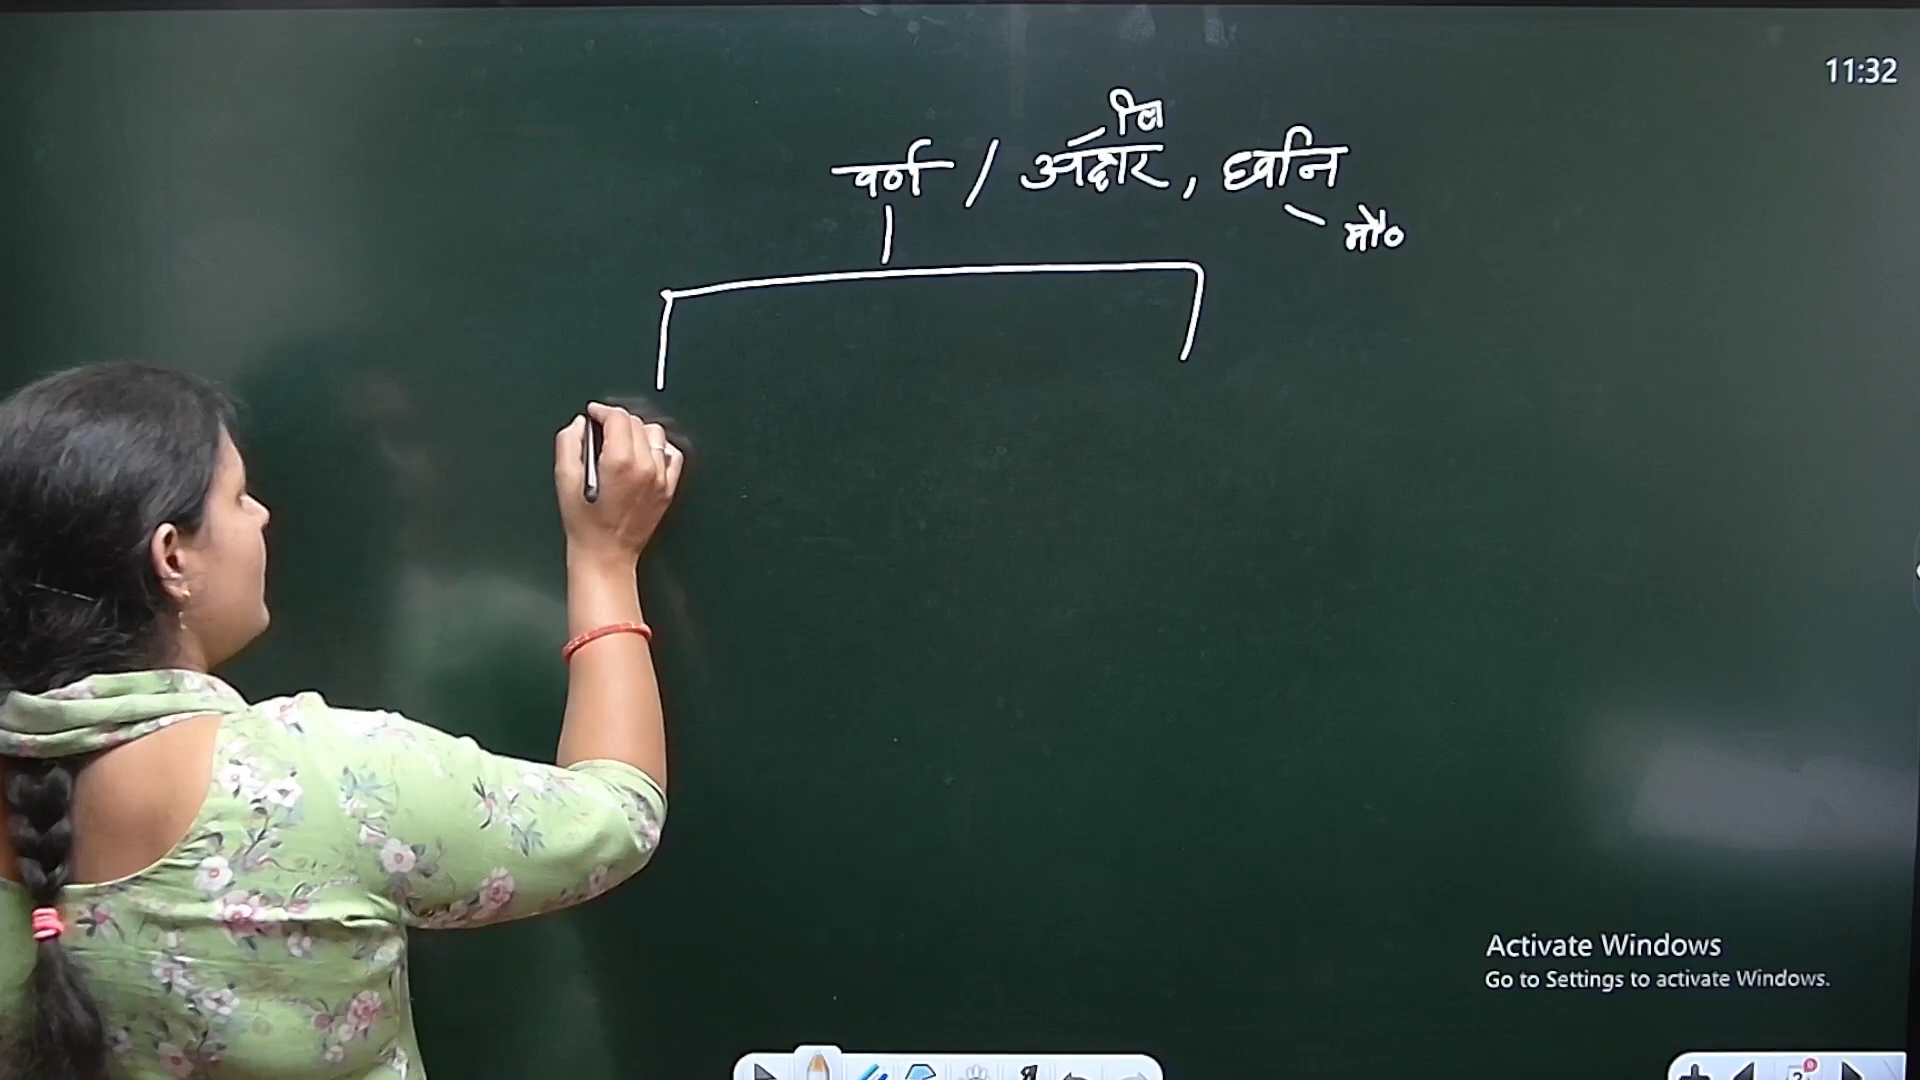 11:32
लि
वर्ण / अक्षर, ध्वनि
मौ०
Activate Windows
Go to Settings to activate Windows.